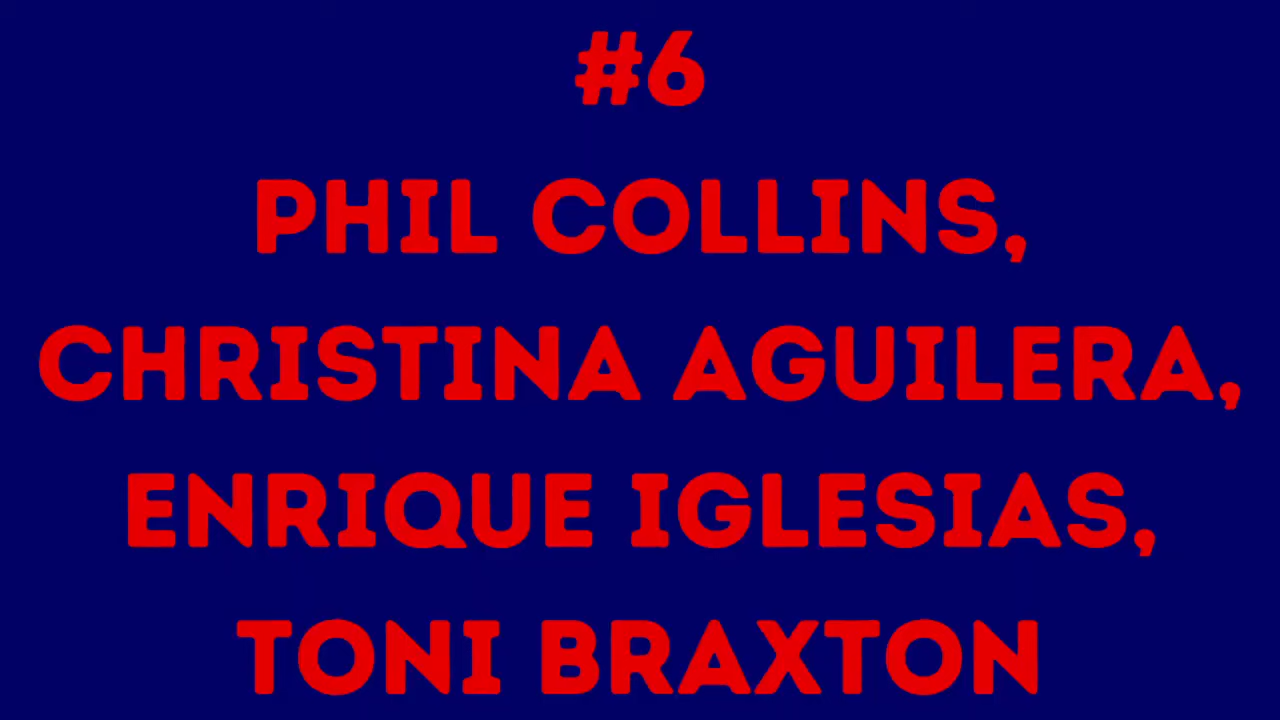 #6
PHIL COLLINS,
CHRISTINA AGUILERA,
ENRIQUE IGLESIAS,
TONI BRAXTON